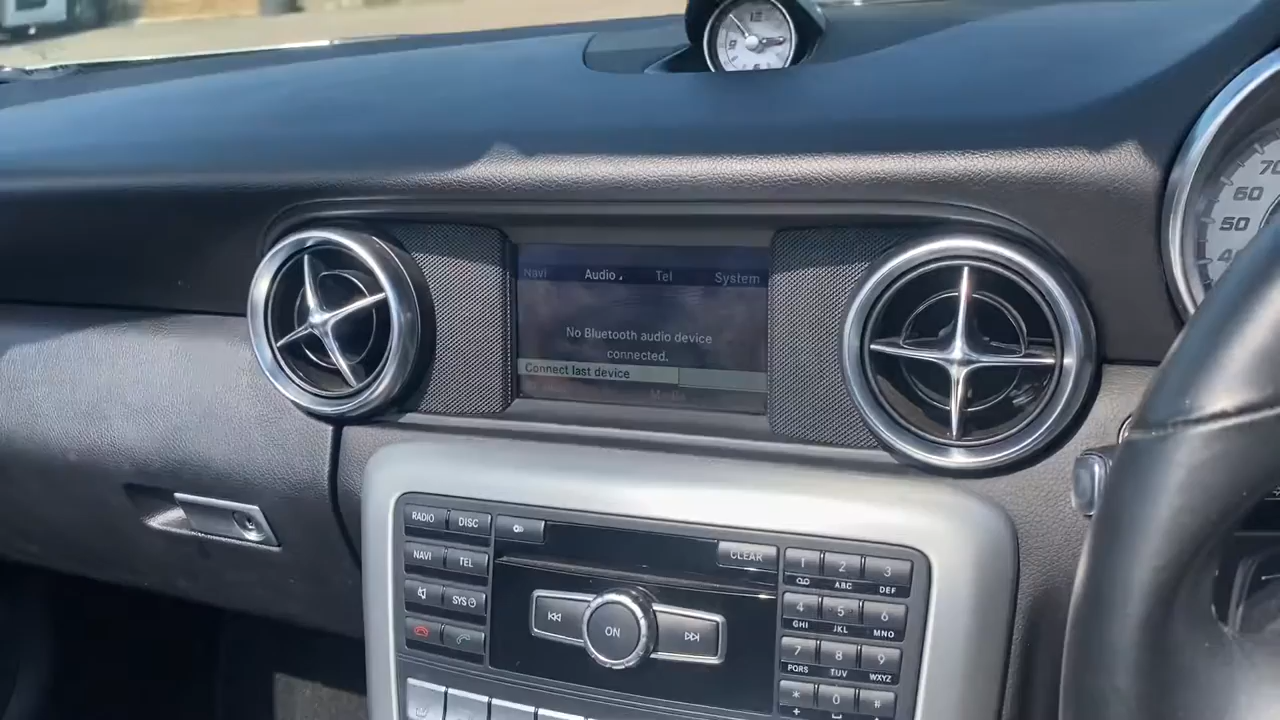 12
10
70
60
50
Navi Audio Tel System
No Bluetooth audio device
connected.
Connect last device
Media
RADIO DISC
NAVI TEL
SYS
CLEAR
ON
1 2 3
ABC DEF
4 5 6
GHI JKL MNO
7 8 9
PQRS TUV WXYZ
* 0 #
+